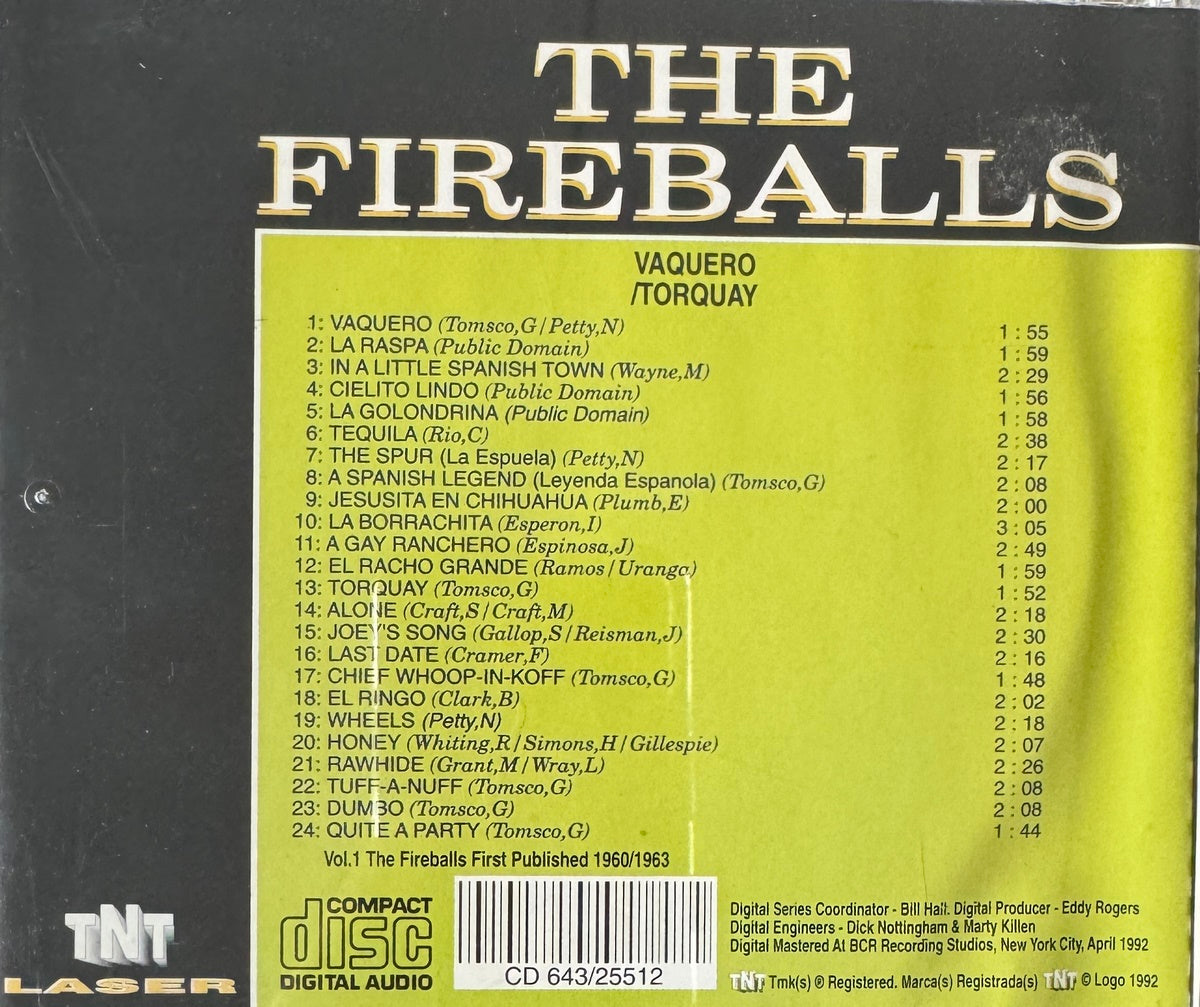 THE
FIREBALLS
VAQUERO
/TORQUAY
1: VAQUERO (Tomsco,G/Petty,N) 1:55
2: LA RASPA (Public Domain) 1:59
3: IN A LITTLE SPANISH TOWN (Wayne,M) 2:29
4: CIELITO LINDO (Public Domain) 1:56
5: LA GOLONDRINA (Public Domain) 1:58
6: TEQUILA (Rio,C) 2:38
7: THE SPUR (La Espuela) (Petty,N) 2:17
8: A SPANISH LEGEND (Leyenda Espanola) (Tomsco,G) 2:08
9: JESUSITA EN CHIHUAHUA (Plumb,E) 2:00
10: LA BORRACHITA (Esperon,I) 3:05
11: A GAY RANCHERO (Espinosa,J) 2:49
12: EL RACHO GRANDE (Ramos/Uranga) 1:59
13: TORQUAY (Tomsco,G) 1:52
14: ALONE (Craft,S/Craft,M) 2:18
15: JOEY'S SONG (Gallop,S/Reisman,J) 2:30
16: LAST DATE (Cramer,F) 2:16
17: CHIEF WHOOP-IN-KOFF (Tomsco,G) 1:48
18: EL RINGO (Clark,B) 2:02
19: WHEELS (Petty,N) 2:18
20: HONEY (Whiting,R/Simons,H/Gillespie) 2:07
21: RAWHIDE (Grant,M/Wray,L) 2:26
22: TUFF-A-NUFF (Tomsco,G) 2:08
23: DUMBO (Tomsco,G) 2:08
24: QUITE A PARTY (Tomsco,G) 1:44
Vol.1 The Fireballs First Published 1960/1963
COMPACT
disc
DIGITAL AUDIO
CD 643/25512
Digital Series Coordinator - Bill Hall. Digital Producer - Eddy Rogers
Digital Engineers - Dick Nottingham & Marty Killen
Digital Mastered At BCR Recording Studios, New York City, April 1992
TNT Tmk(s) ® Registered. Marca(s) Registrada(s) TNT © Logo 1992
TNT
LASER